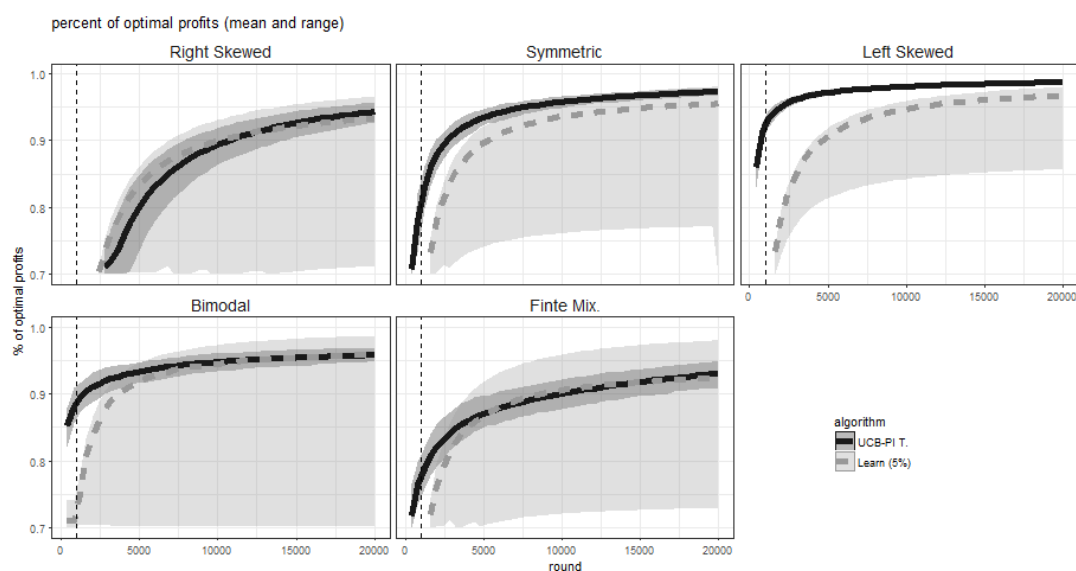 percent of optimal profits (mean and range)
Right Skewed
Symmetric
Left Skewed
1.0
0.9
0.8
0.7
0
5000
10000
15000
20000
Bimodal
Finte Mix.
% of optimal profits
1.0
0.9
0.8
0.7
algorithm
UCB-PI T.
Learn (5%)
0
5000
10000
15000
20000
0
5000
10000
15000
20000
round